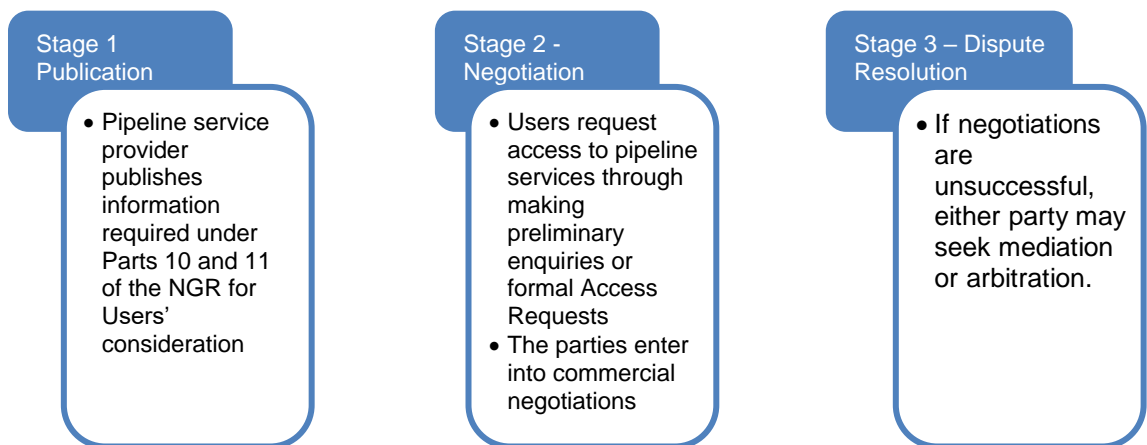 Stage 1
Publication
• Pipeline service
provider
publishes
information
required under
Parts 10 and 11
of the NGR for
Users’
consideration
Stage 2 -
Negotiation
• Users request
access to pipeline
services through
making
preliminary
enquiries or
formal Access
Requests
• The parties enter
into commercial
negotiations
Stage 3 – Dispute
Resolution
• If negotiations
are
unsuccessful,
either party may
seek mediation
or arbitration.